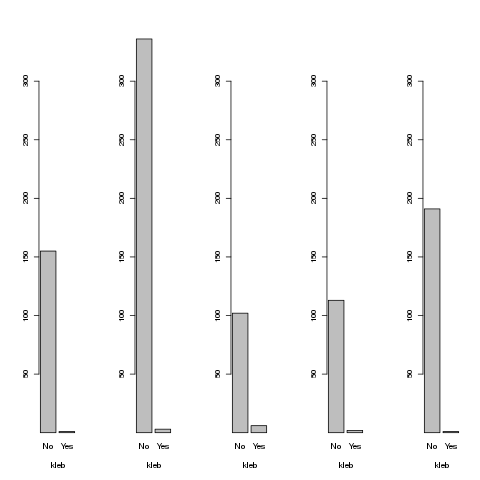 300 300 300 300 300
250 250 250 250 250
200 200 200 200 200
150 150 150 150 150
100 100 100 100 100
50 50 50 50 50
No Yes No Yes No Yes No Yes No Yes
kleb kleb kleb kleb kleb